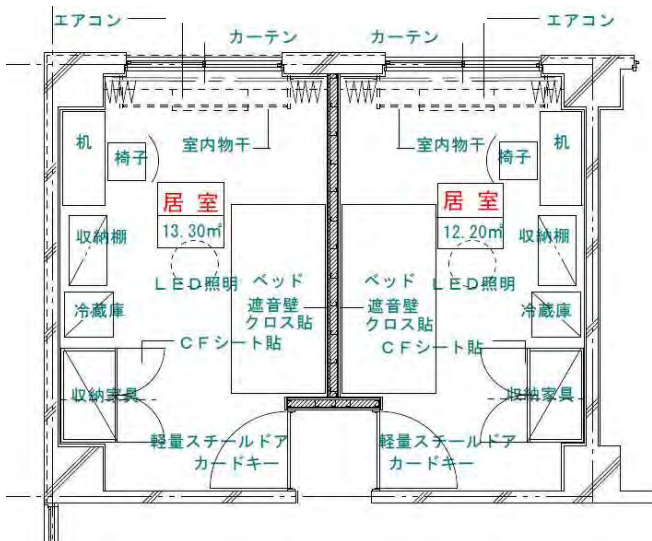 エアコン
カーテン
カーテン
エアコン
机
椅子
室内物干
室内物干
椅子
机
居室
13.30㎡
居室
12.20㎡
収納棚
収納棚
LED照明
ベッド
ベッド
LED照明
冷蔵庫
遮音壁
クロス貼
遮音壁
クロス貼
冷蔵庫
CFシート貼
CFシート貼
収納家具
収納家具
軽量スチールドア
カードキー
軽量スチールドア
カードキー